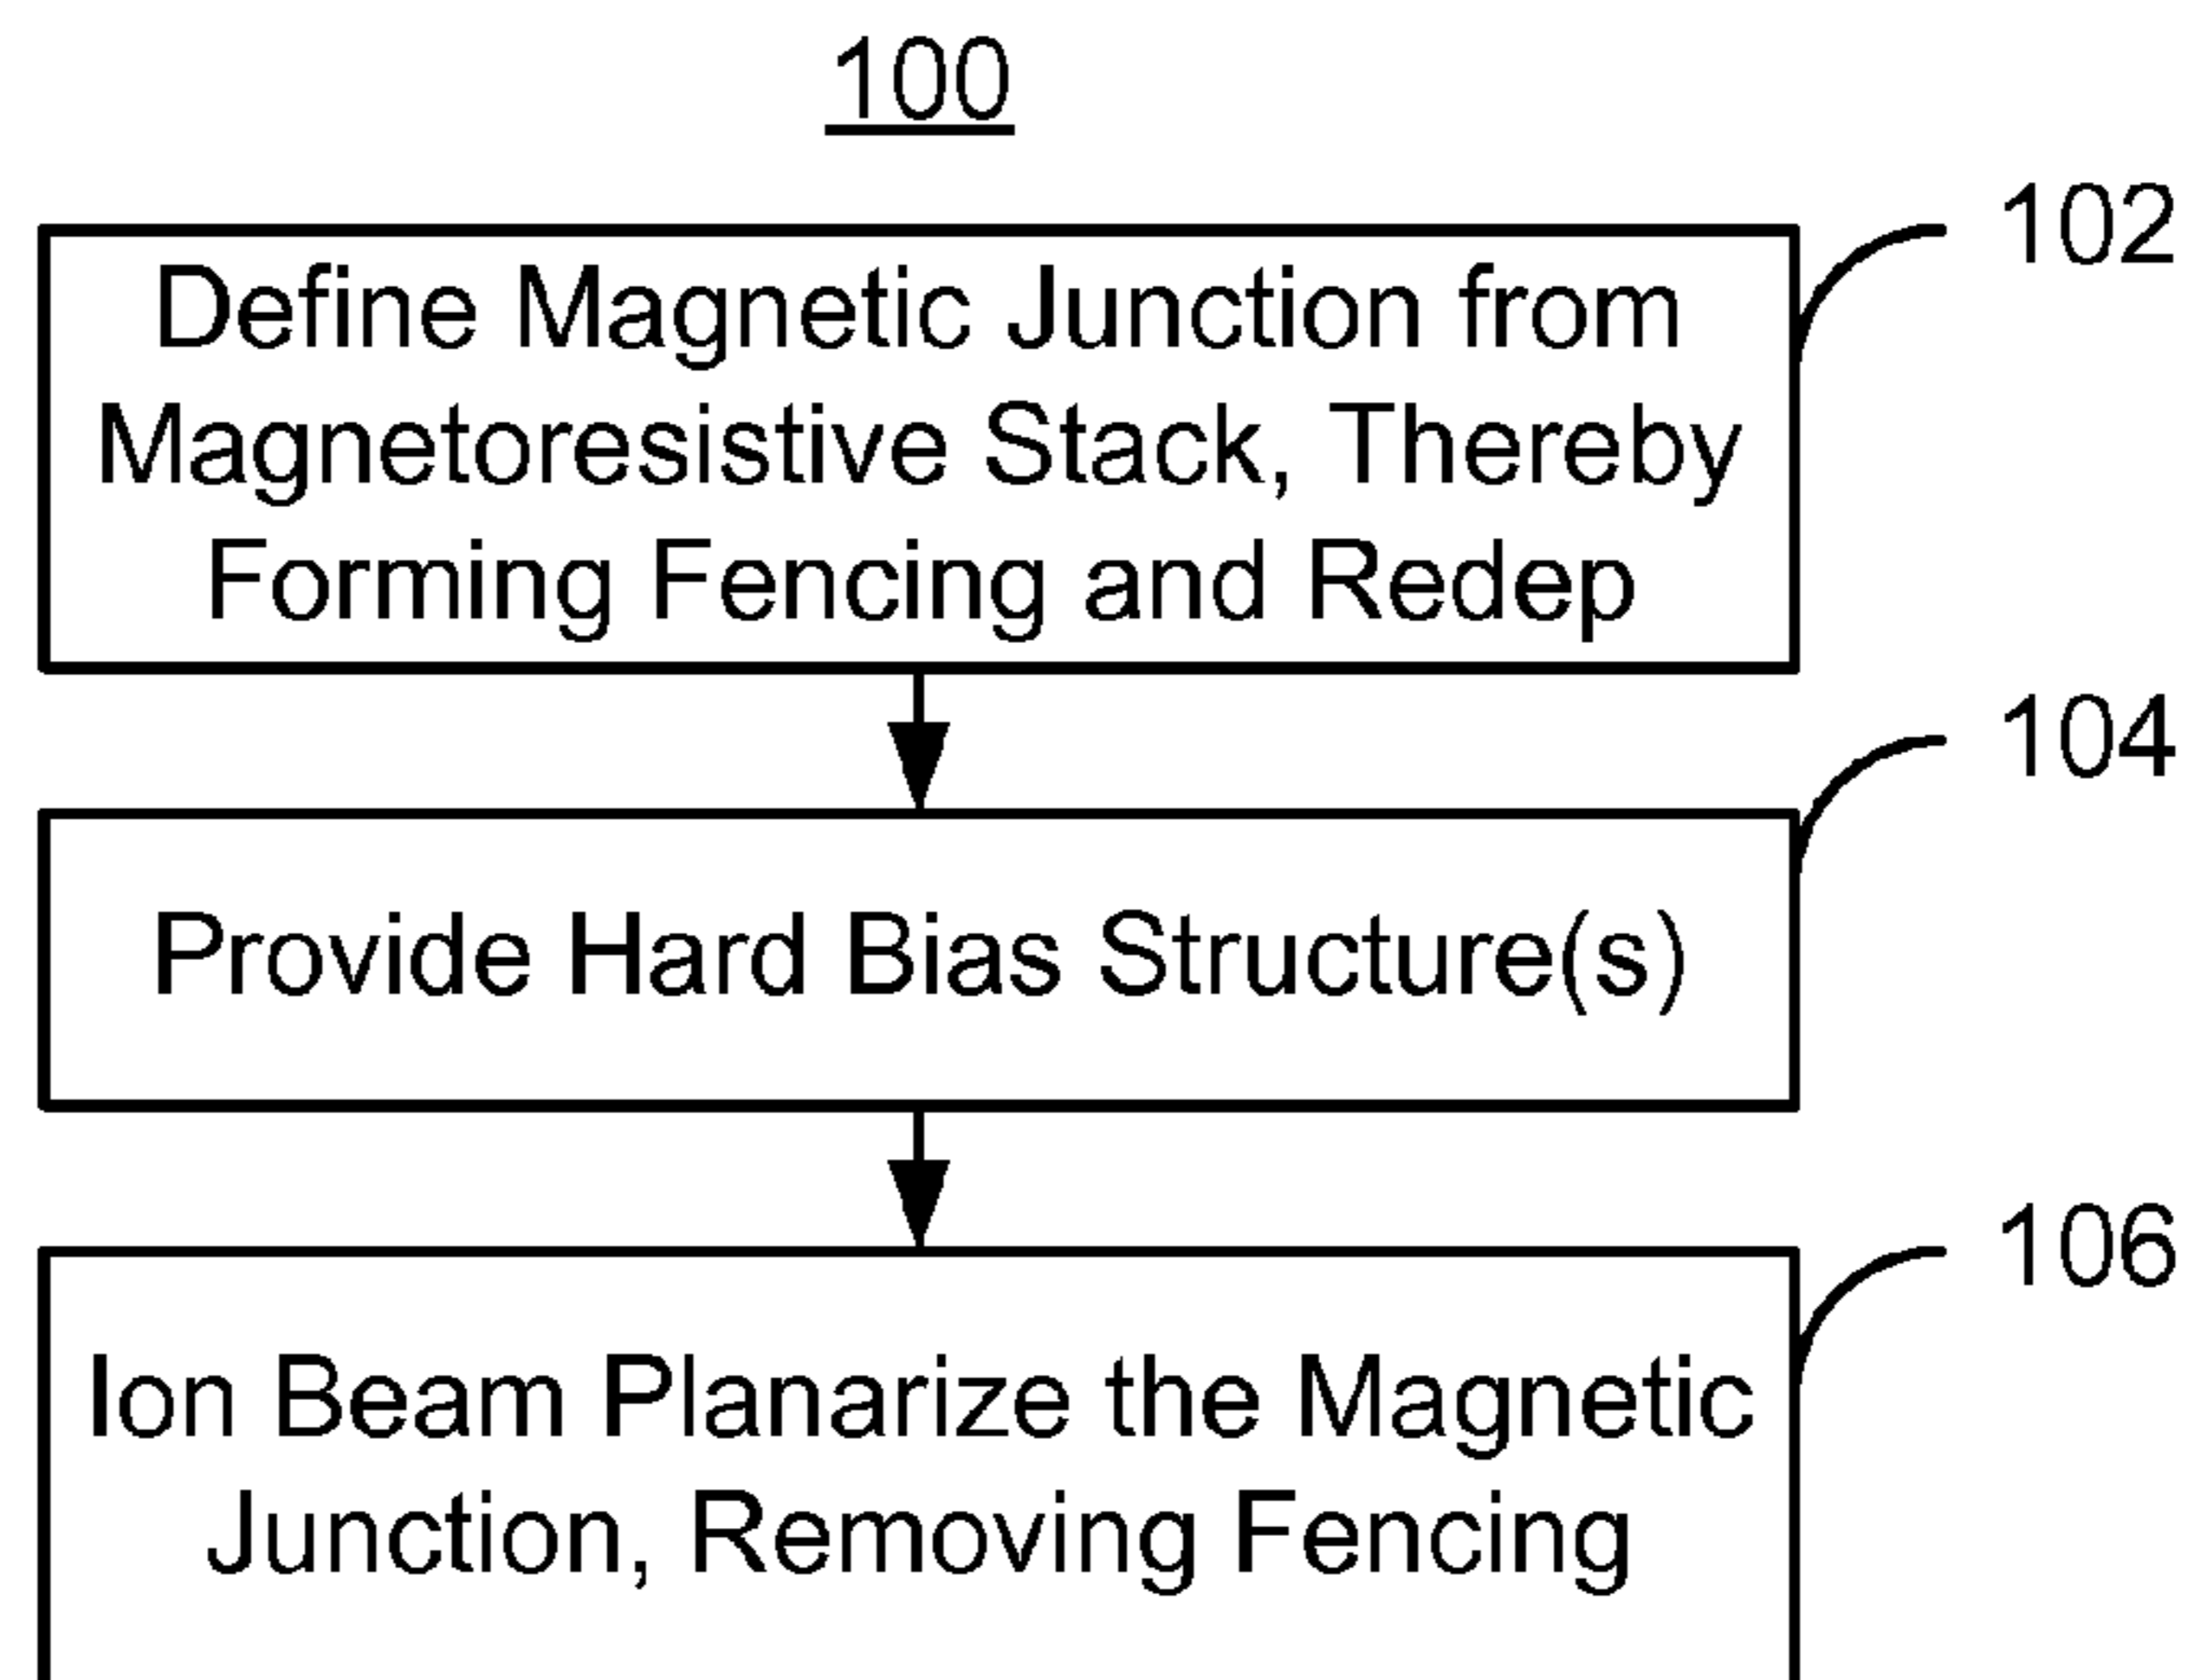 100
102
Define Magnetic Junction from
Magnetoresistive Stack, Thereby
Forming Fencing and Redep
104
Provide Hard Bias Structure(s)
106
Ion Beam Planarize the Magnetic
Junction, Removing Fencing